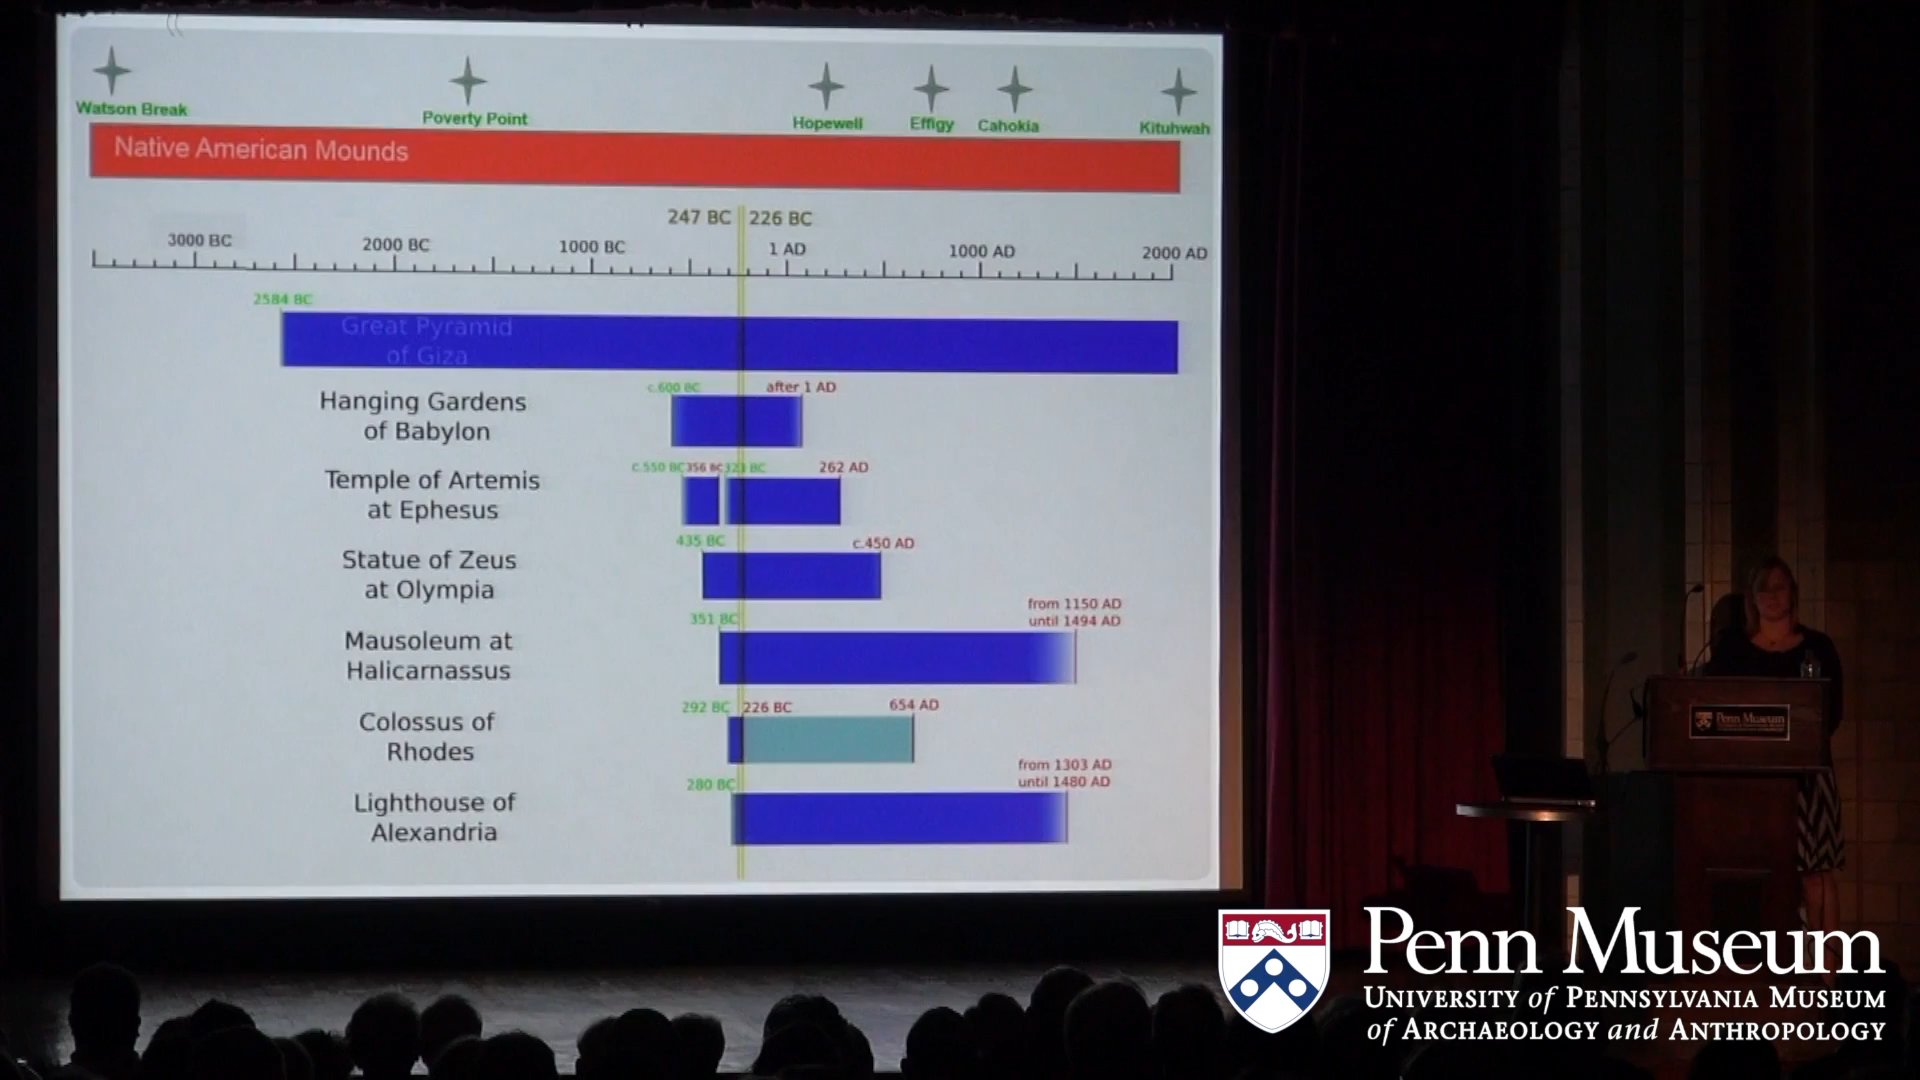 Watson Break
Poverty Point
Hopewell
Effigy
Cahokia
Kituhwah
Native American Mounds
247 BC 226 BC
3000 BC 2000 BC 1000 BC 1 AD 1000 AD 2000 AD
2584 BC
Great Pyramid
of Giza
c.600 BC after 1 AD
Hanging Gardens
of Babylon
c.550 BC 356 BC 323 BC 262 AD
Temple of Artemis
at Ephesus
435 BC c.450 AD
Statue of Zeus
at Olympia
from 1150 AD
until 1494 AD
351 BC
Mausoleum at
Halicarnassus
292 BC 226 BC 654 AD
Colossus of
Rhodes
from 1303 AD
until 1480 AD
280 BC
Lighthouse of
Alexandria
Penn Museum
Penn Museum
University of Pennsylvania Museum
of Archaeology and Anthropology